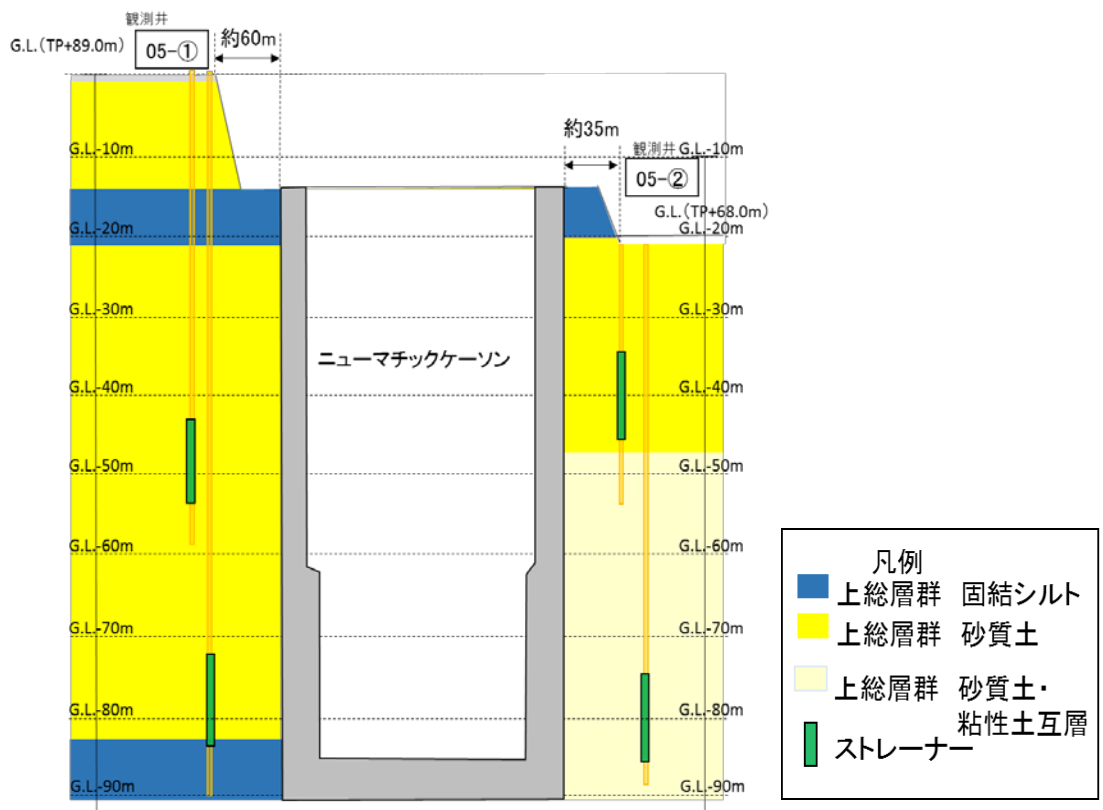 観測井
G.L.(TP+89.0m)
05-①
約60m
約35m
観測井
05-②
G.L.(TP+68.0m)
G.L.-10m
G.L.-10m
G.L.-20m
G.L.-20m
G.L.-30m
G.L.-30m
ニューマチックケーソン
G.L.-40m
G.L.-40m
G.L.-50m
G.L.-50m
G.L.-60m
G.L.-60m
G.L.-70m
G.L.-70m
G.L.-80m
G.L.-80m
G.L.-90m
G.L.-90m
凡例
上総層群 固結シルト
上総層群 砂質土
上総層群 砂質土・
粘性土互層
ストレーナー